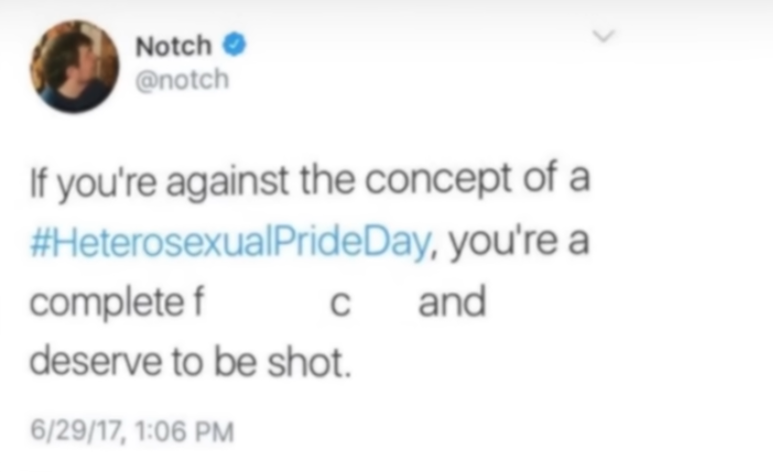 Notch
@notch
If you're against the concept of a
#HeterosexualPrideDay, you're a
complete f c and
deserve to be shot.
6/29/17, 1:06 PM